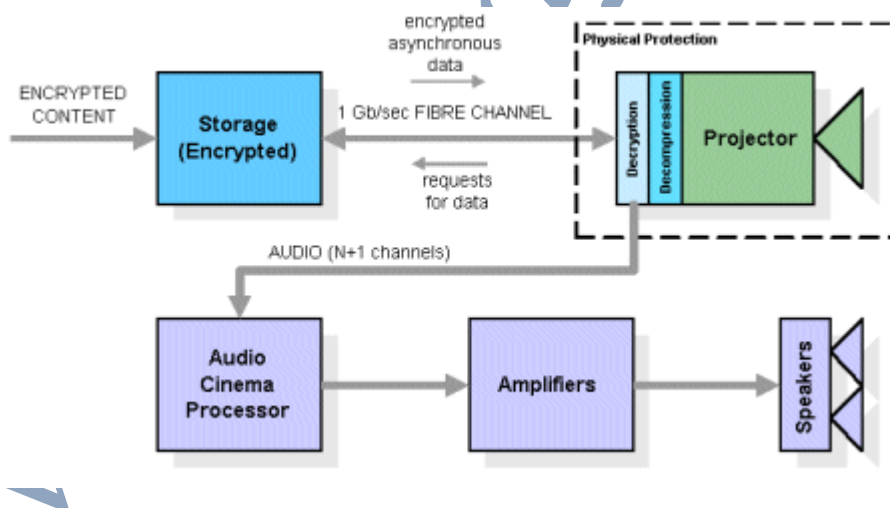 encrypted
asynchronous
data
Physical Protection
ENCRYPTED
CONTENT
Storage
(Encrypted)
1 Gb/sec FIBRE CHANNEL
Decryption
Decompression
Projector
requests
for data
AUDIO (N+1 channels)
Audio
Cinema
Processor
Amplifiers
Speakers